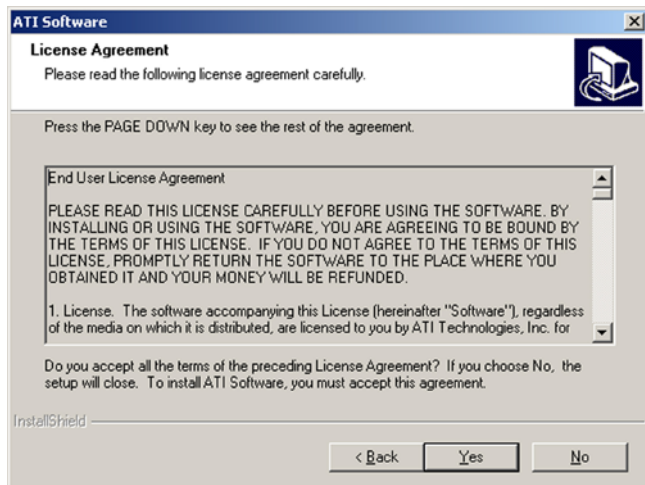 ATI Software
License Agreement
Please read the following license agreement carefully.
Press the PAGE DOWN key to see the rest of the agreement.
End User License Agreement
PLEASE READ THIS LICENSE CAREFULLY BEFORE USING THE SOFTWARE. BY
INSTALLING OR USING THE SOFTWARE, YOU ARE AGREEING TO BE BOUND BY
THE TERMS OF THIS LICENSE. IF YOU DO NOT AGREE TO THE TERMS OF THIS
LICENSE, PROMPTLY RETURN THE SOFTWARE TO THE PLACE WHERE YOU
OBTAINED IT AND YOUR MONEY WILL BE REFUNDED.
1. License. The software accompanying this License (hereinafter "Software"), regardless
of the media on which it is distributed, are licensed to you by ATI Technologies, Inc. for
Do you accept all the terms of the preceding License Agreement? If you choose No, the
setup will close. To install ATI Software, you must accept this agreement.
InstallShield
< Back Yes No